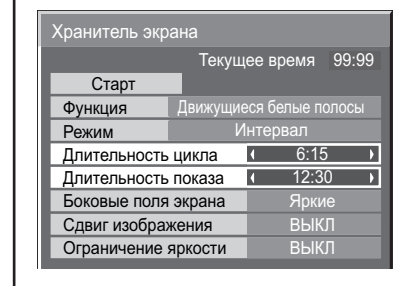 Хранитель экрана
Текущее время 99:99
Старт
Функция Движущиеся белые полосы
Режим Интервал
Длительность цикла 6:15
Длительность показа 12:30
Боковые поля экрана Яркие
Сдвиг изображения ВЫКЛ
Ограничение яркости ВЫКЛ